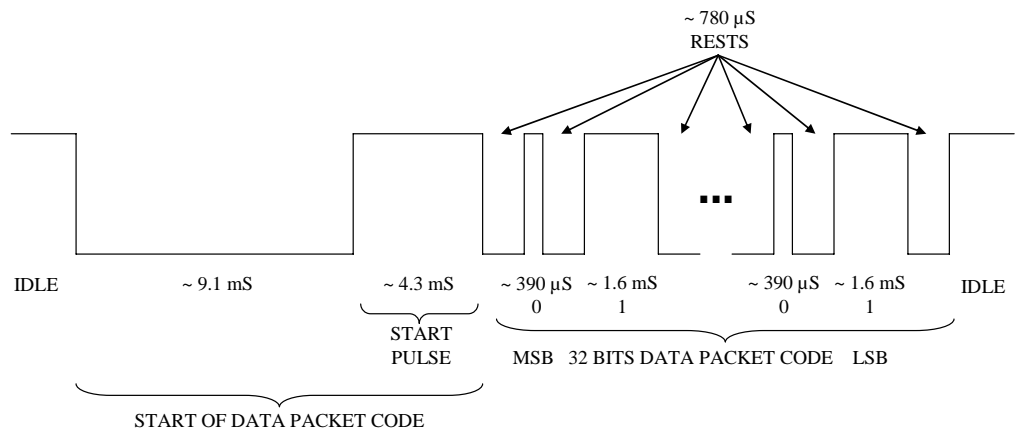 ~ 780 µS
RESTS
IDLE
~ 9.1 mS
~ 4.3 mS
~ 390 µS
0
~ 1.6 mS
1
~ 390 µS
0
~ 1.6 mS
1
IDLE
START
PULSE
MSB 32 BITS DATA PACKET CODE LSB
START OF DATA PACKET CODE